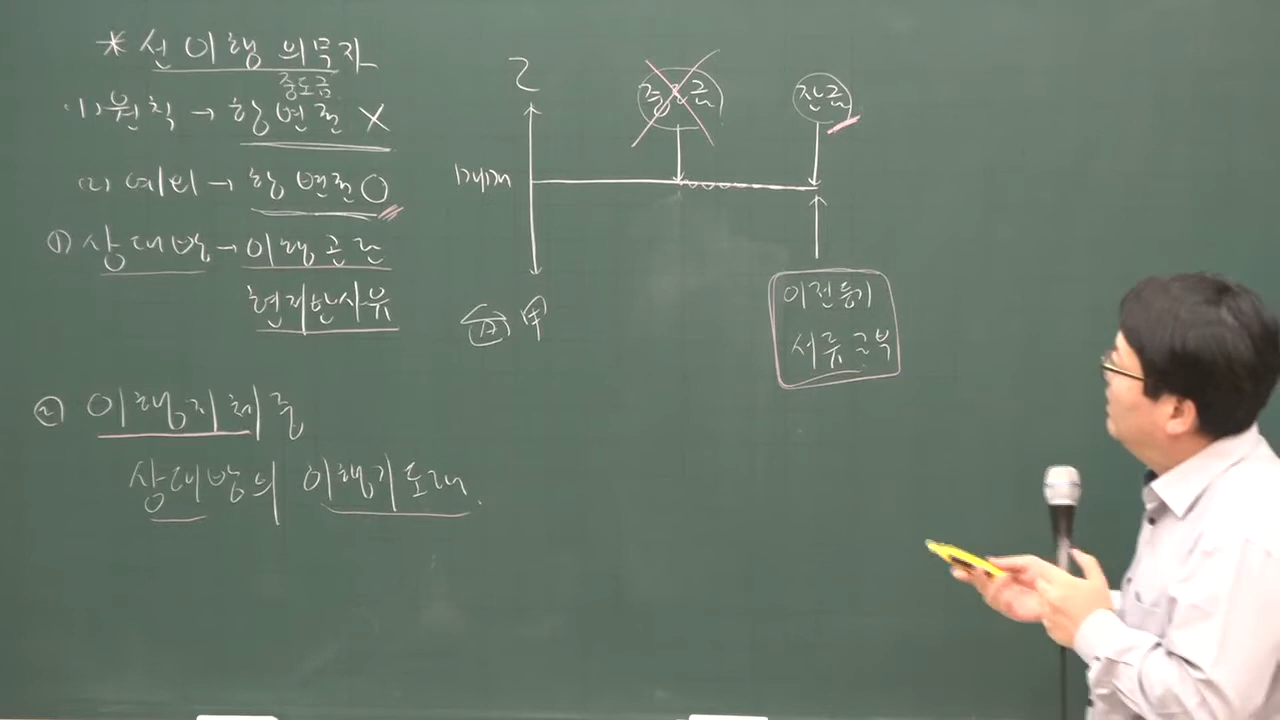 * 선이행 의무자
중도금
(1) 원칙 → 항변권 X
(2) 예외 → 항변권 O
① 상대방 → 이행곤란
현저한 사유
② 이행지체 중
상대방의 이행기 도래.
乙
매매
甲
중도금
잔금
이전등기
서류교부